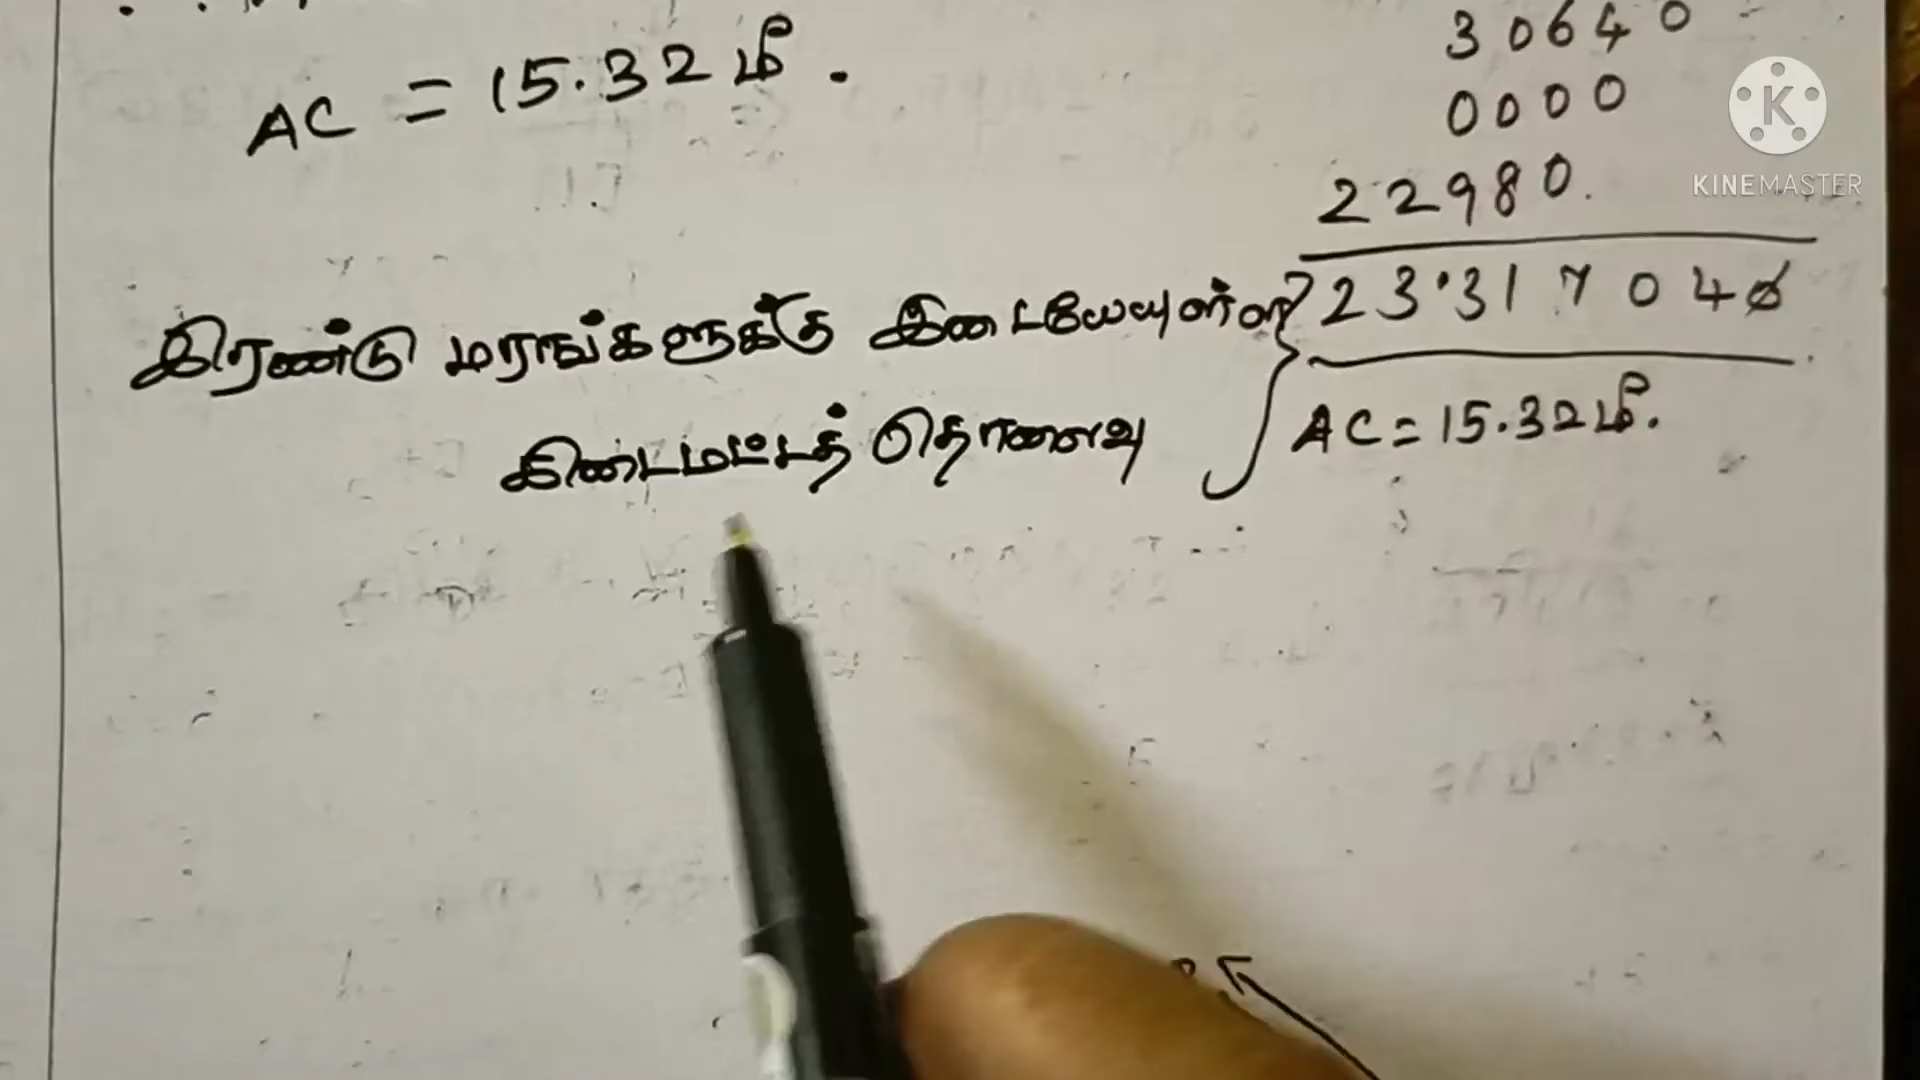 AC = 15.32 மீ.
30640
0000
22980.
23.317040
இரண்டு மரங்களுக்கு இடையேயுள்ள
கிடைமட்டத் தொலைவு } AC = 15.32 மீ.
K
KINEMASTER